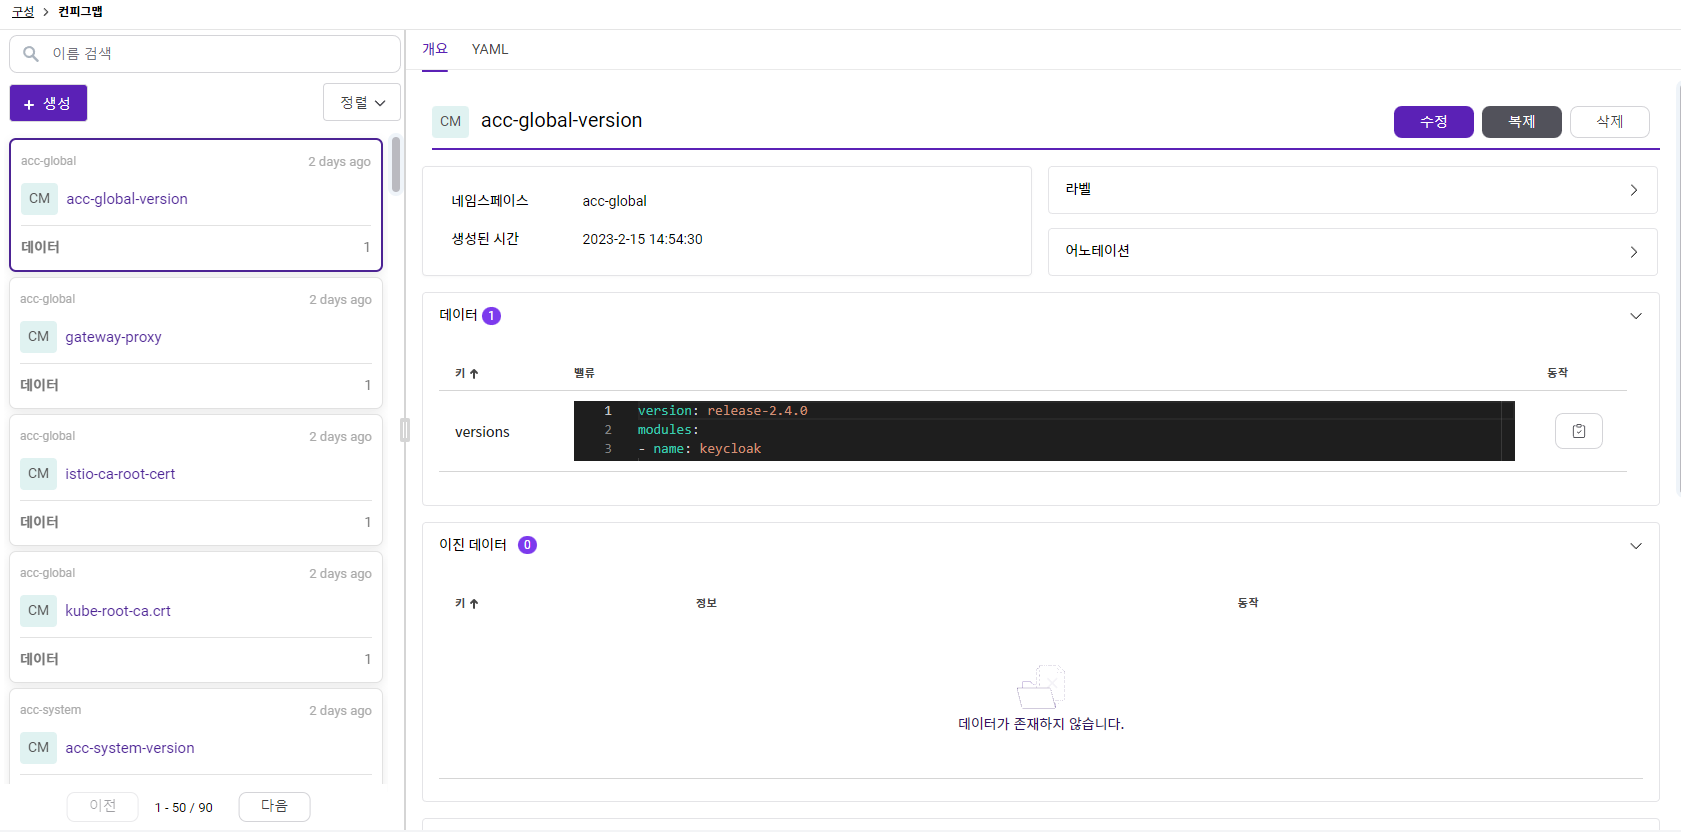 구성 > 컨피그맵
이름 검색
+ 생성
정렬
acc-global 2 days ago
CM acc-global-version
데이터 1
acc-global 2 days ago
CM gateway-proxy
데이터 1
acc-global 2 days ago
CM istio-ca-root-cert
데이터 1
acc-global 2 days ago
CM kube-root-ca.crt
데이터 1
acc-system 2 days ago
CM acc-system-version
이전 1 - 50 / 90 다음
개요 YAML
CM acc-global-version 수정 복제 삭제
네임스페이스 acc-global
생성된 시간 2023-2-15 14:54:30
라벨
어노테이션
데이터 1
키 밸류 동작
versions
1 version: release-2.4.0
2 modules:
3 - name: keycloak
이진 데이터 0
키 정보 동작
데이터가 존재하지 않습니다.